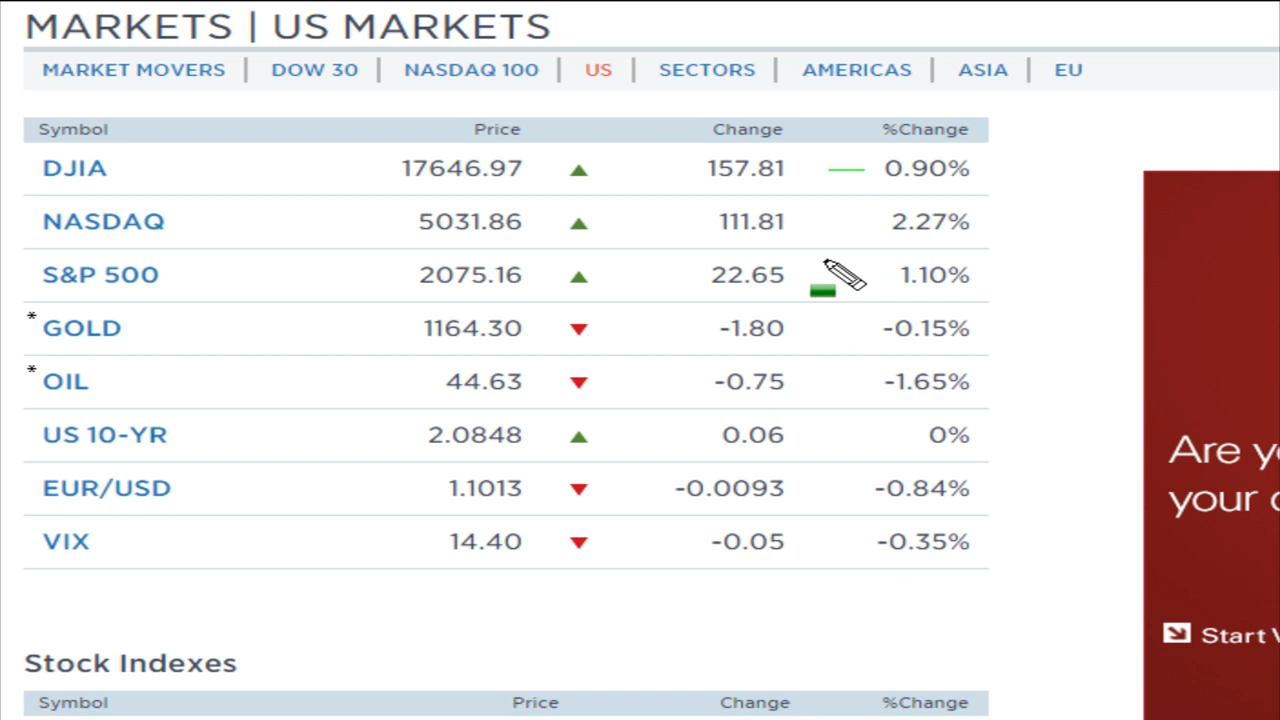 MARKETS | US MARKETS
MARKET MOVERS | DOW 30 | NASDAQ 100 | US | SECTORS | AMERICAS | ASIA | EU
Symbol Price Change %Change
DJIA 17646.97 ▲ 157.81 0.90%
NASDAQ 5031.86 ▲ 111.81 2.27%
S&P 500 2075.16 ▲ 22.65 1.10%
* GOLD 1164.30 ▼ -1.80 -0.15%
* OIL 44.63 ▼ -0.75 -1.65%
US 10-YR 2.0848 ▲ 0.06 0%
EUR/USD 1.1013 ▼ -0.0093 -0.84%
VIX 14.40 ▼ -0.05 -0.35%
Are
your
Start
Stock Indexes
Symbol Price Change %Change